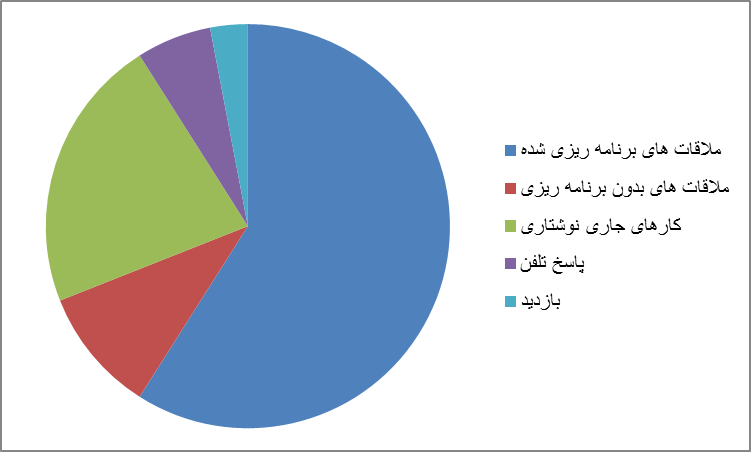 ملاقات های برنامه ریزی شده
ملاقات های بدون برنامه ریزی
کارهای جاری نوشتاری
پاسخ تلفن
بازدید